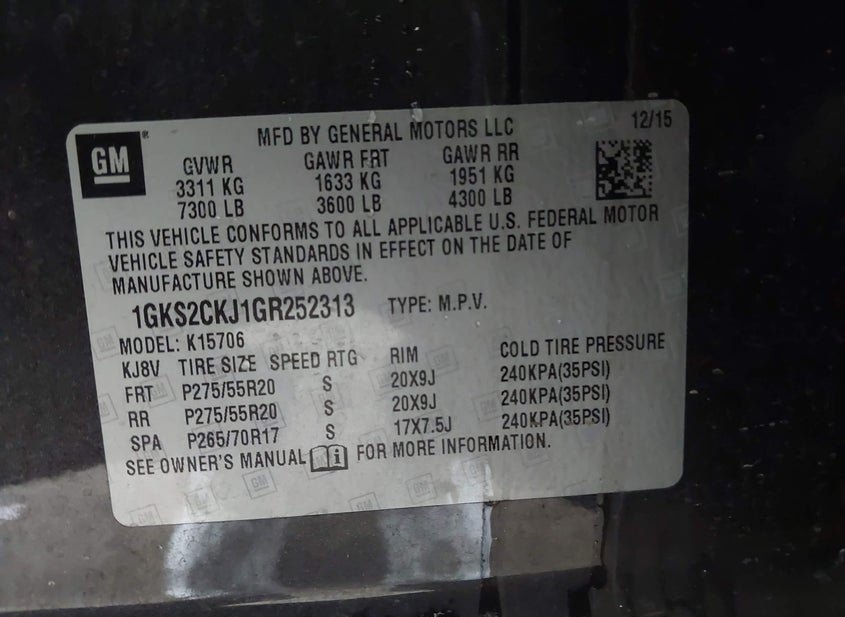 GM ® MFD BY GENERAL MOTORS LLC 12/15
GVWR GAWR FRT GAWR RR
3311 KG 1633 KG 1951 KG
7300 LB 3600 LB 4300 LB
THIS VEHICLE CONFORMS TO ALL APPLICABLE U.S. FEDERAL MOTOR
VEHICLE SAFETY STANDARDS IN EFFECT ON THE DATE OF
MANUFACTURE SHOWN ABOVE.
1GKS2CKJ1GR252313 TYPE: M.P.V.
MODEL: K15706
KJ8V TIRE SIZE SPEED RTG RIM COLD TIRE PRESSURE
FRT P275/55R20 S 20X9J 240KPA(35PSI)
RR P275/55R20 S 20X9J 240KPA(35PSI)
SPA P265/70R17 S 17X7.5J 240KPA(35PSI)
SEE OWNER'S MANUAL FOR MORE INFORMATION.